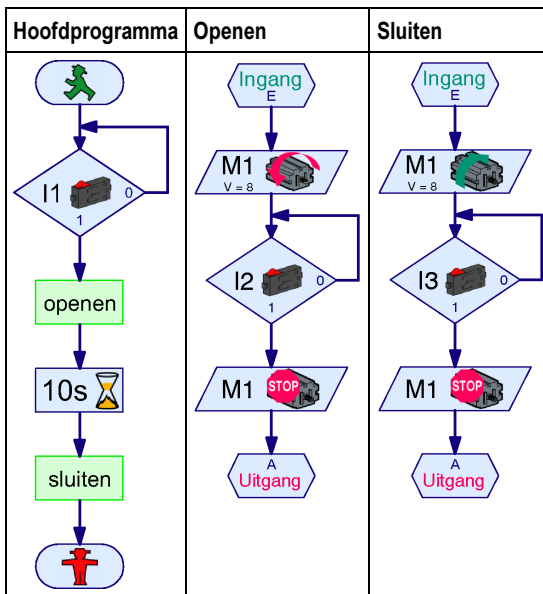 Hoofdprogramma
I1
0
1
openen
10s
sluiten
Openen
Ingang
E
M1
V = 8
I2
0
1
M1 STOP
A
Uitgang
Sluiten
Ingang
E
M1
V = 8
I3
0
1
M1 STOP
A
Uitgang